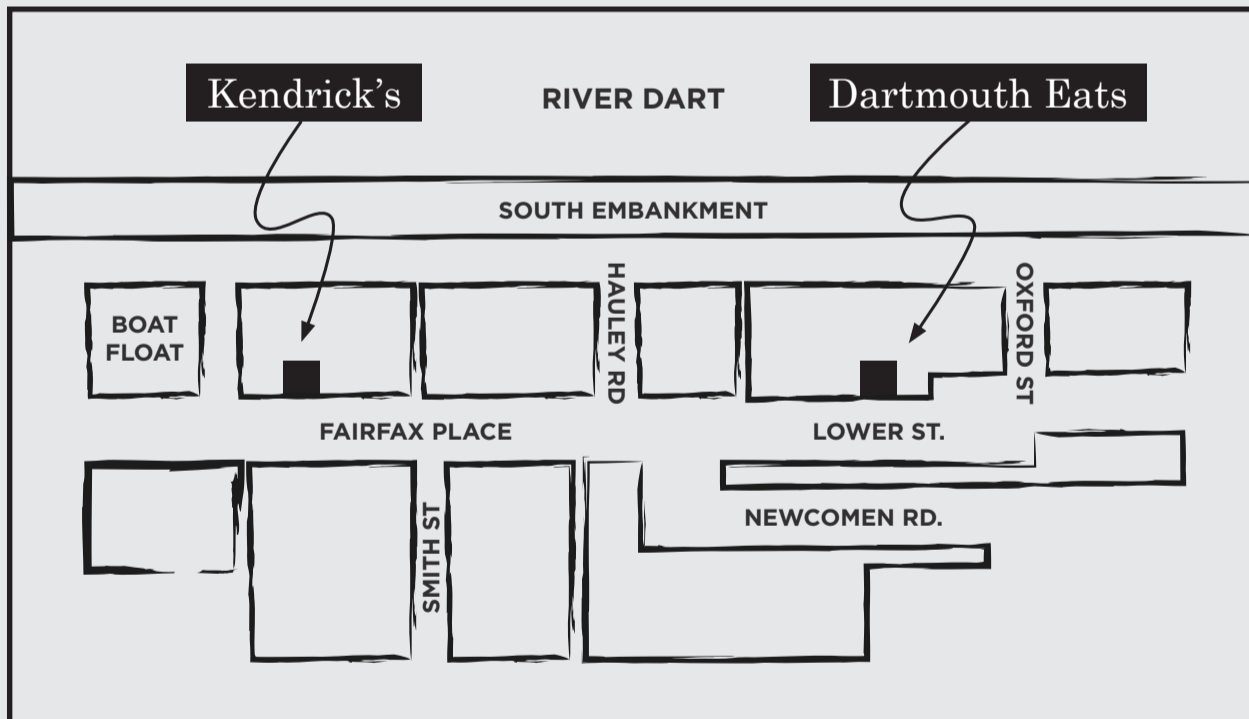 Kendrick’s
RIVER DART
Dartmouth Eats
SOUTH EMBANKMENT
BOAT
FLOAT
HAULEY RD
OXFORD ST
FAIRFAX PLACE
LOWER ST.
SMITH ST
NEWCOMEN RD.